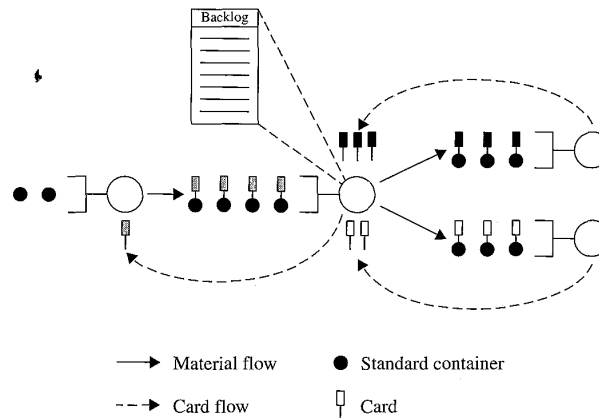 Backlog
Material flow
Standard container
Card flow
Card